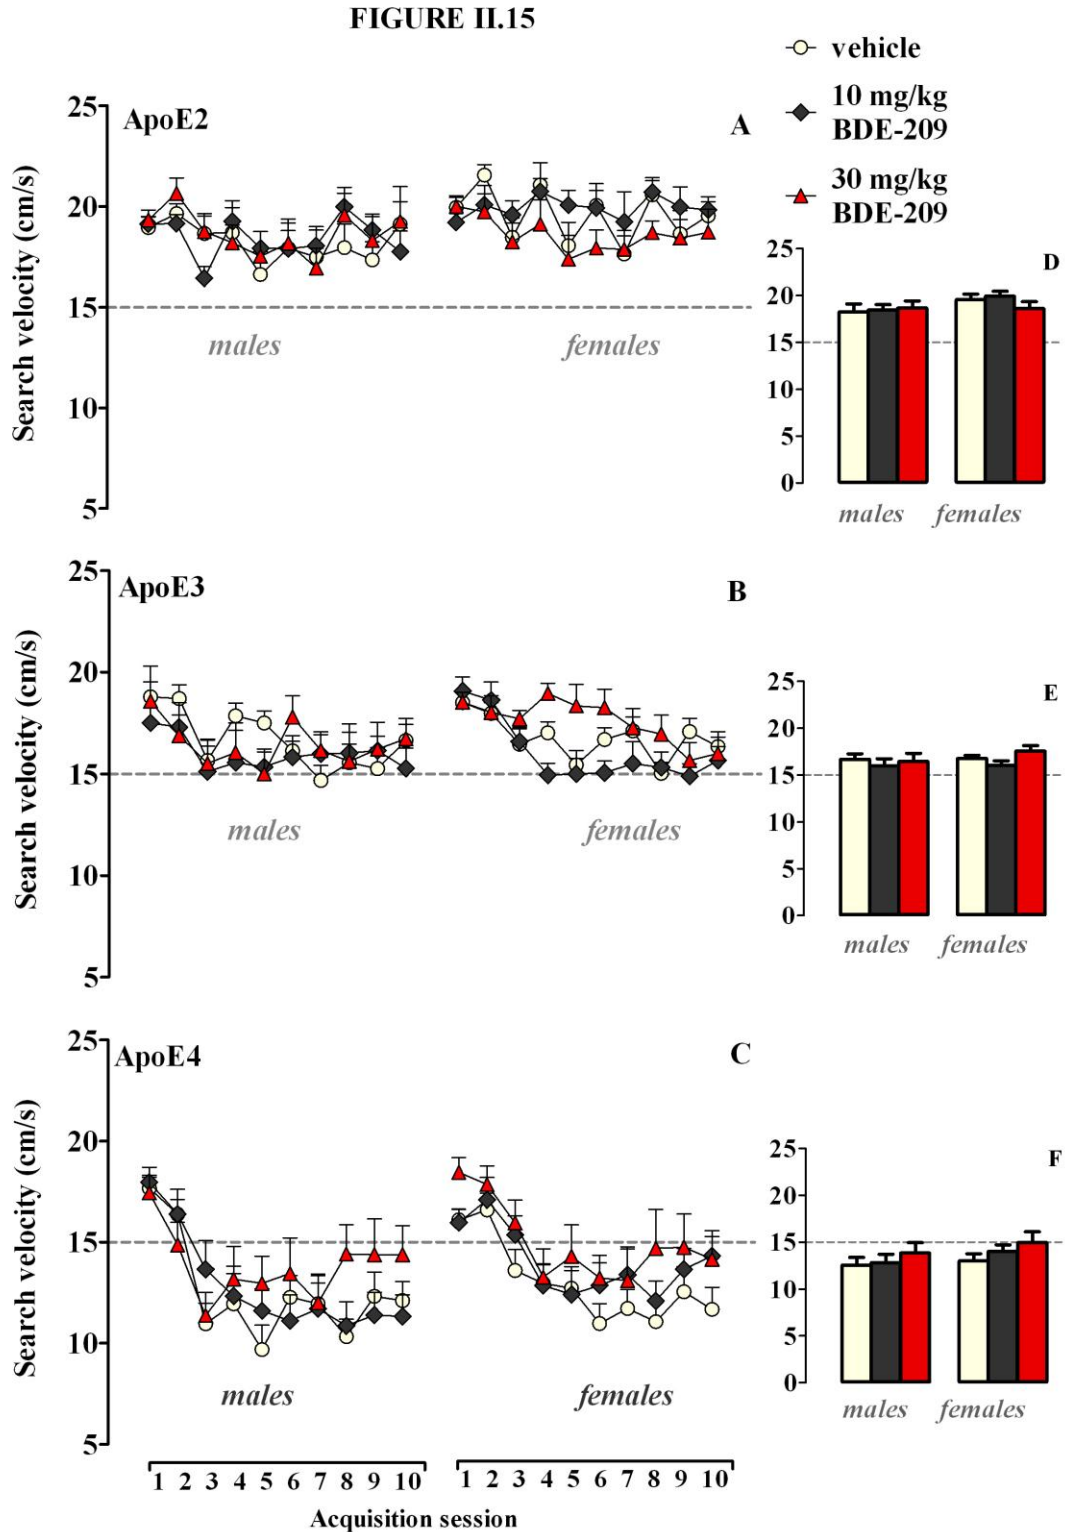 FIGURE II.15
vehicle
10 mg/kg
BDE-209
30 mg/kg
BDE-209
ApoE2
A
Search velocity (cm/s)
25
20
15
10
5
males
females
D
25
20
15
10
5
0
males
females
ApoE3
B
Search velocity (cm/s)
25
20
15
10
5
males
females
E
25
20
15
10
5
0
males
females
ApoE4
C
Search velocity (cm/s)
25
20
15
10
5
males
females
F
25
20
15
10
5
0
males
females
1 2 3 4 5 6 7 8 9 10
1 2 3 4 5 6 7 8 9 10
Acquisition session